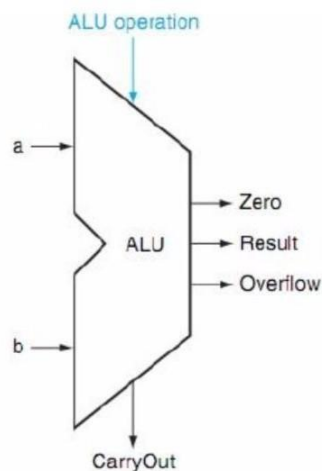 ALU operation
a
Zero
ALU
Result
Overflow
b
CarryOut